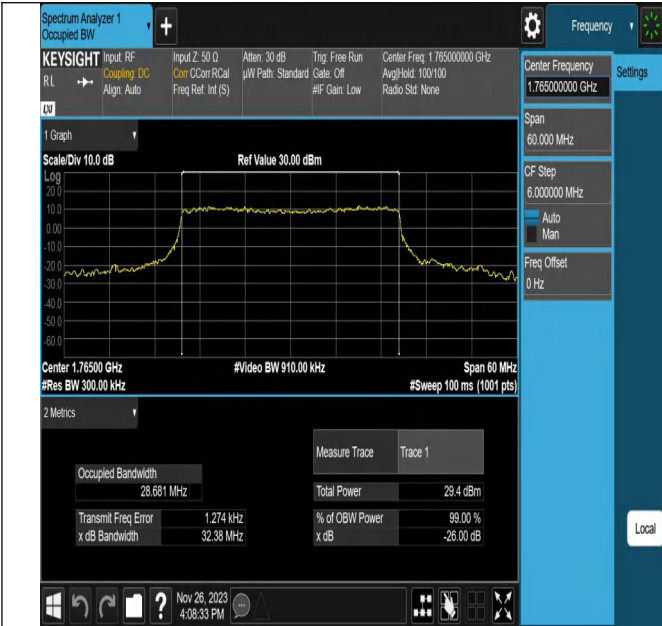 Spectrum Analyzer 1
Occupied BW
Frequency
KEYSIGHT
RL
LXI
Input: RF
Coupling: DC
Align: Auto
Input Z: 50 Ω
Corr CCorr RCal
Freq Ref: Int (S)
Atten: 30 dB
µW Path: Standard
Trig: Free Run
Gate: Off
#IF Gain: Low
Center Freq: 1.765000000 GHz
Avg|Hold: 100/100
Radio Std: None
Center Frequency
1.765000000 GHz
Settings
Span
60.000 MHz
CF Step
6.000000 MHz
Auto
Man
Freq Offset
0 Hz
1 Graph
Scale/Div 10.0 dB
Ref Value 30.00 dBm
Log
20.0
10.0
0.00
-10.0
-20.0
-30.0
-40.0
-50.0
-60.0
Center 1.76500 GHz
#Video BW 910.00 kHz
Span 60 MHz
#Res BW 300.00 kHz
#Sweep 100 ms (1001 pts)
2 Metrics
Measure Trace
Trace 1
Occupied Bandwidth
28.681 MHz
Total Power
29.4 dBm
Transmit Freq Error
1.274 kHz
% of OBW Power
99.00 %
x dB Bandwidth
32.38 MHz
x dB
-26.00 dB
Local
?
Nov 26, 2023
4:08:33 PM